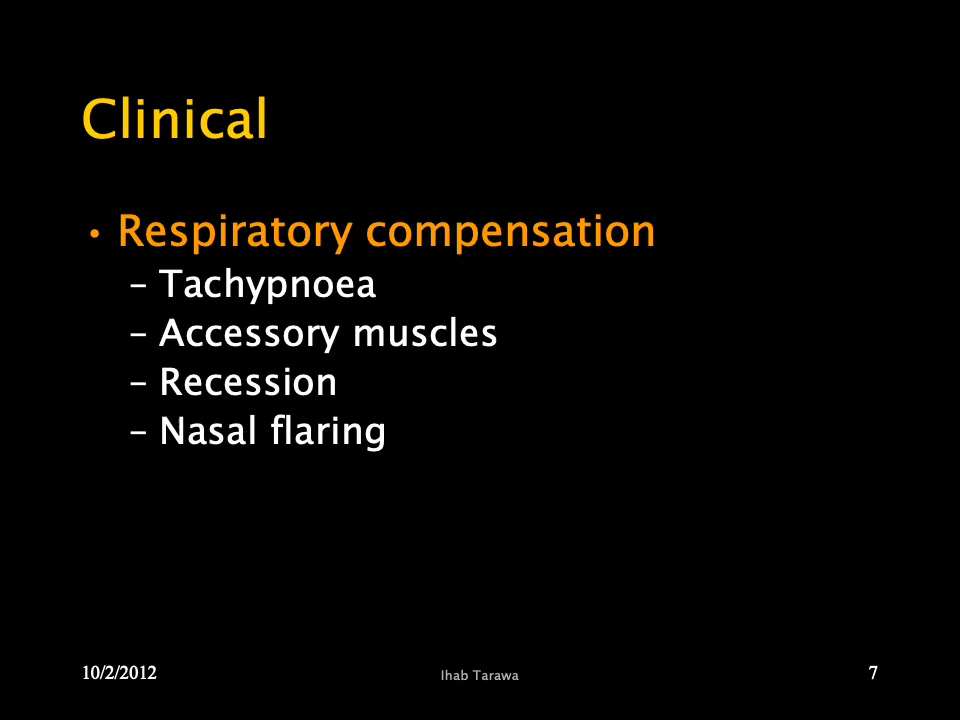 Clinical
• Respiratory compensation
– Tachypnoea
– Accessory muscles
– Recession
– Nasal flaring
10/2/2012
Ihab Tarawa
7